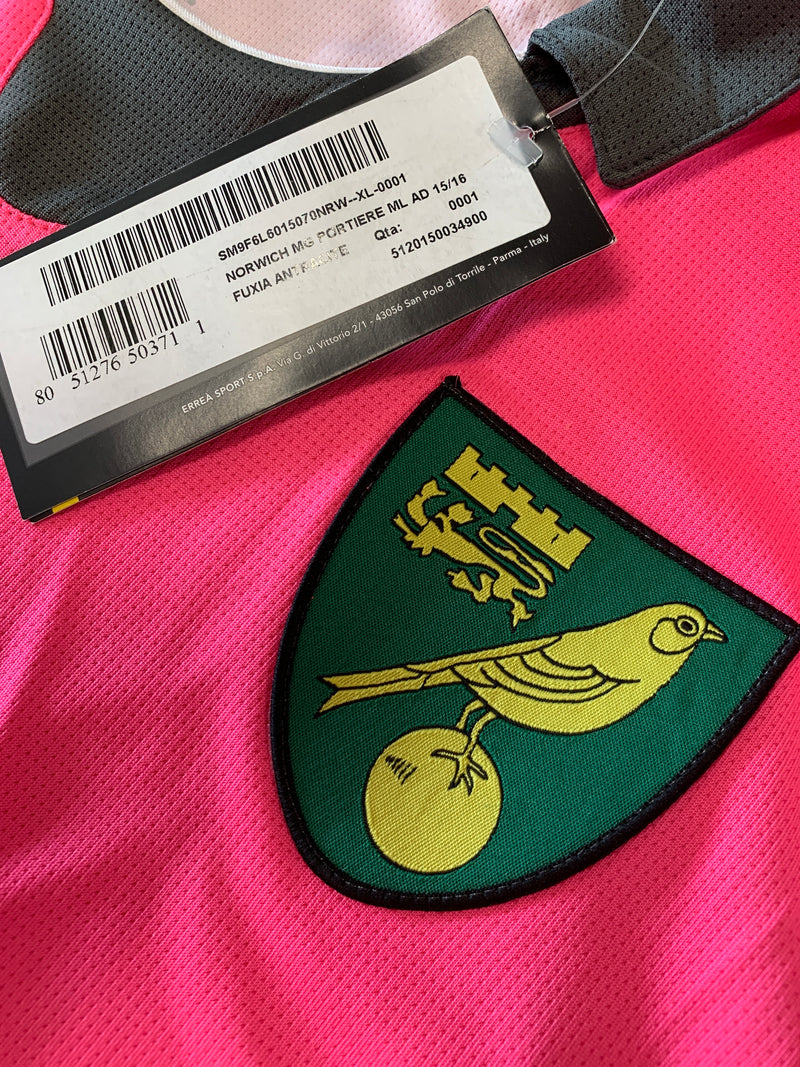 SM9F6L6015070NRW--XL-0001
NORWICH MG PORTIERE ML AD 15/16
FUXIA ANTRACITE Qta: 0001
5120150034900
80 51276 50371 1
ERREÀ SPORT S.p.A. Via G. di Vittorio 2/1 - 43056 San Polo di Torrile - Parma - Italy